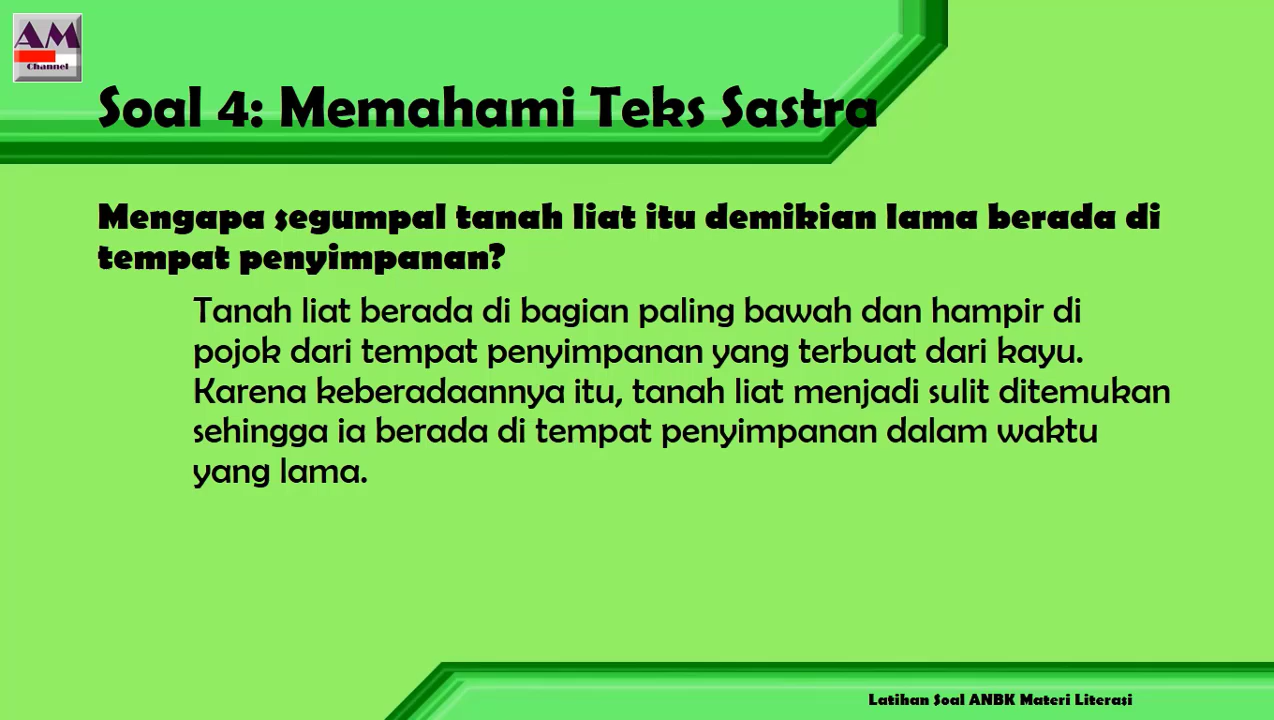 AM
Channel
Soal 4: Memahami Teks Sastra
Mengapa segumpal tanah liat itu demikian lama berada di
tempat penyimpanan?
Tanah liat berada di bagian paling bawah dan hampir di
pojok dari tempat penyimpanan yang terbuat dari kayu.
Karena keberadaannya itu, tanah liat menjadi sulit ditemukan
sehingga ia berada di tempat penyimpanan dalam waktu
yang lama.
Latihan Soal ANBK Materi Literasi